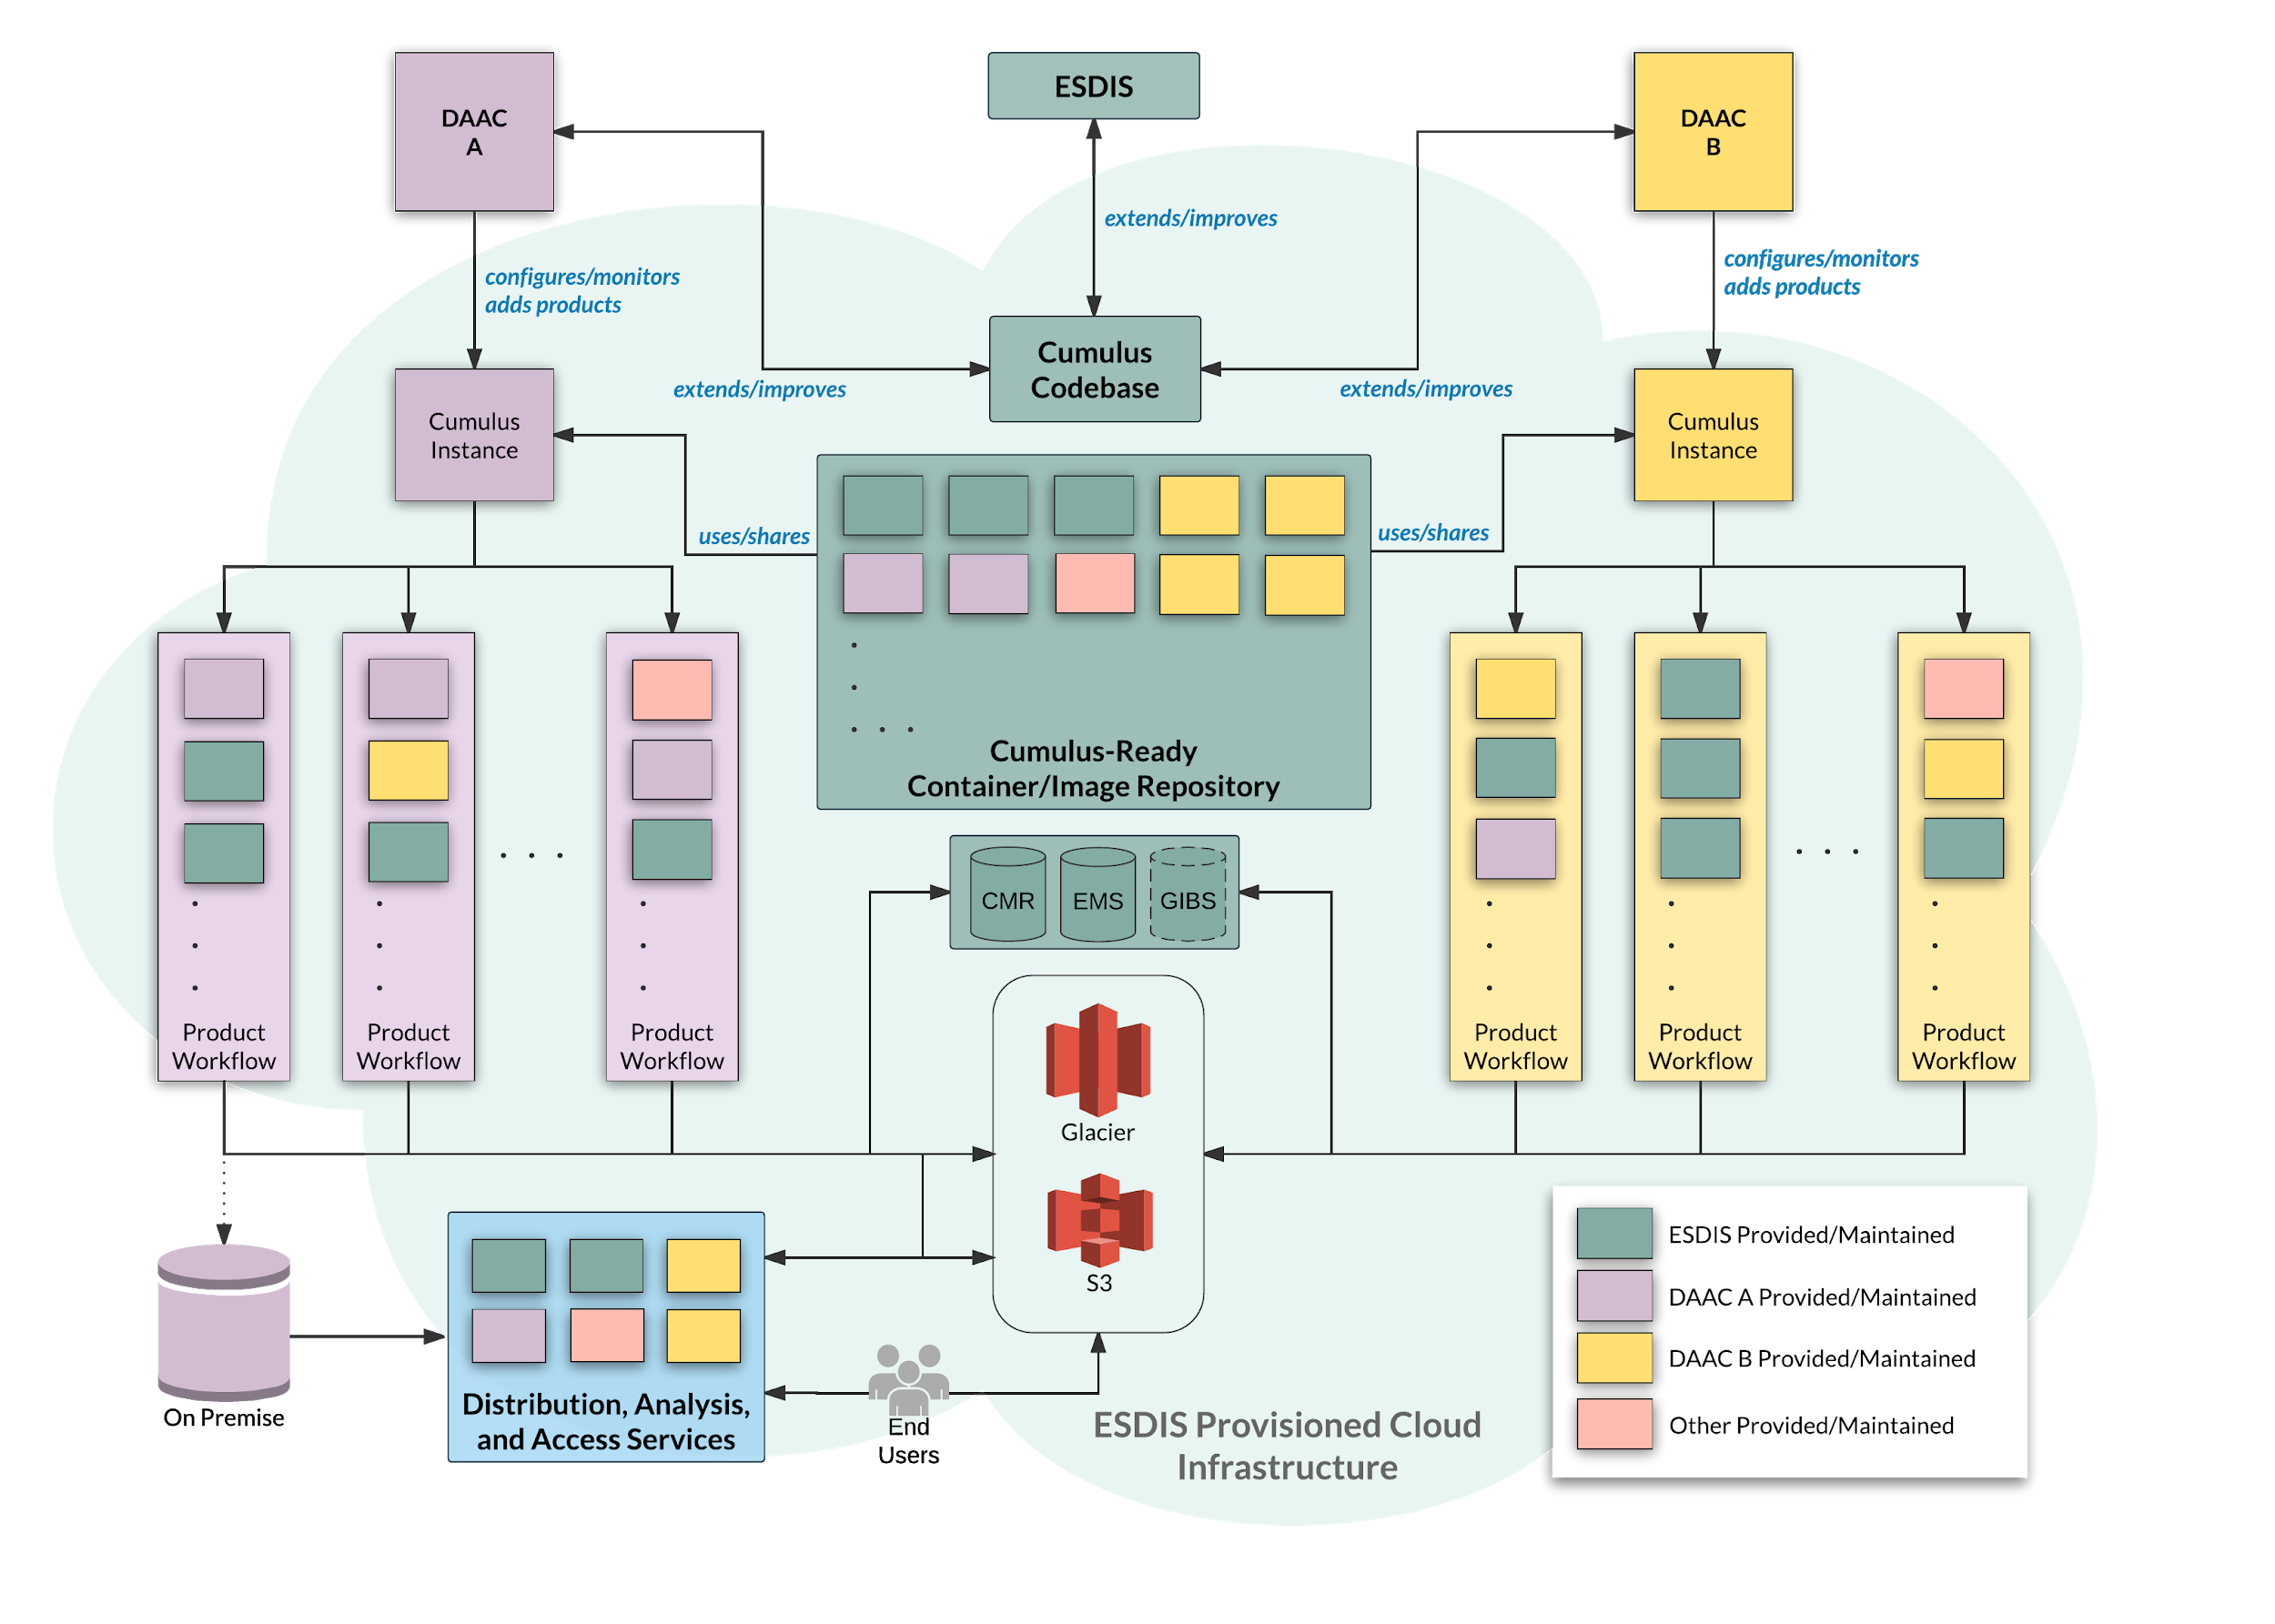 DAAC
A
ESDIS
DAAC
B
extends/improves
configures/monitors
adds products
configures/monitors
adds products
Cumulus
Codebase
extends/improves
extends/improves
Cumulus
Instance
Cumulus
Instance
uses/shares
uses/shares
Cumulus-Ready
Container/Image Repository
CMR
EMS
GIBS
Product
Workflow
Product
Workflow
Product
Workflow
Product
Workflow
Product
Workflow
Product
Workflow
Glacier
S3
On Premise
Distribution, Analysis,
and Access Services
End
Users
ESDIS Provisioned Cloud
Infrastructure
ESDIS Provided/Maintained
DAAC A Provided/Maintained
DAAC B Provided/Maintained
Other Provided/Maintained